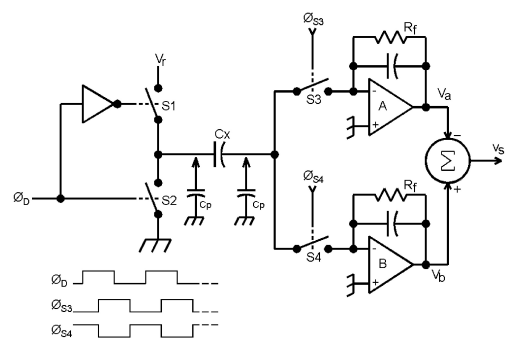 ØS3
Rf
Vr
S1
S3
A
Va
Cx
-
+
ØS4
Σ
vs
-
+
ØD
S2
Cp
Cp
Rf
S4
B
Vb
-
+
ØD
ØS3
ØS4